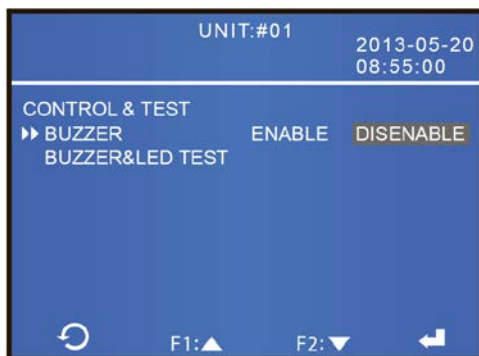 UNIT:#01
2013-05-20
08:55:00
CONTROL & TEST
BUZZER ENABLE DISENABLE
BUZZER&LED TEST
F1:▲ F2:▼